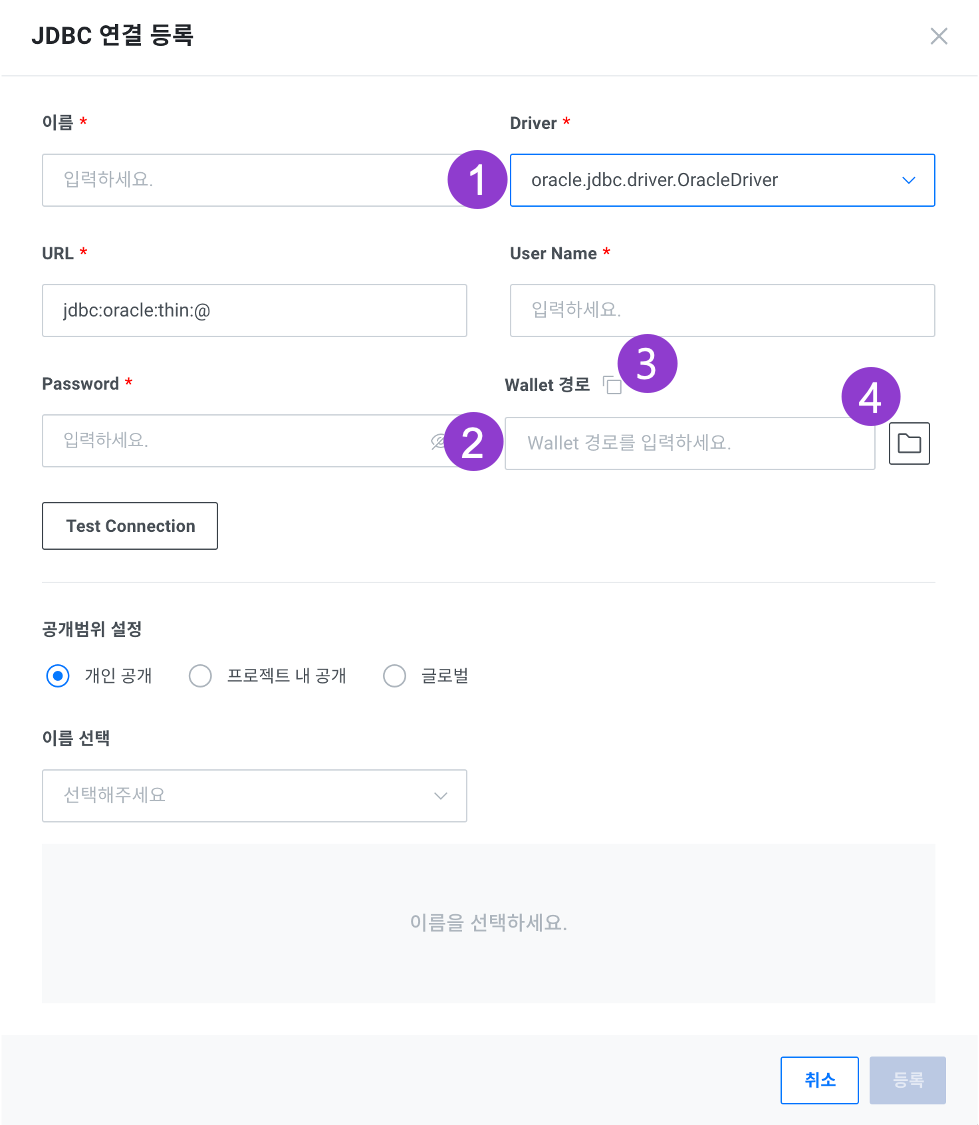 JDBC 연결 등록
이름 *
Driver *
입력하세요.
1
oracle.jdbc.driver.OracleDriver
URL *
User Name *
jdbc:oracle:thin:@
입력하세요.
Password *
Wallet 경로
3
4
입력하세요.
2
Wallet 경로를 입력하세요.
Test Connection
공개범위 설정
개인 공개
프로젝트 내 공개
글로벌
이름 선택
선택해주세요
이름을 선택하세요.
취소
등록